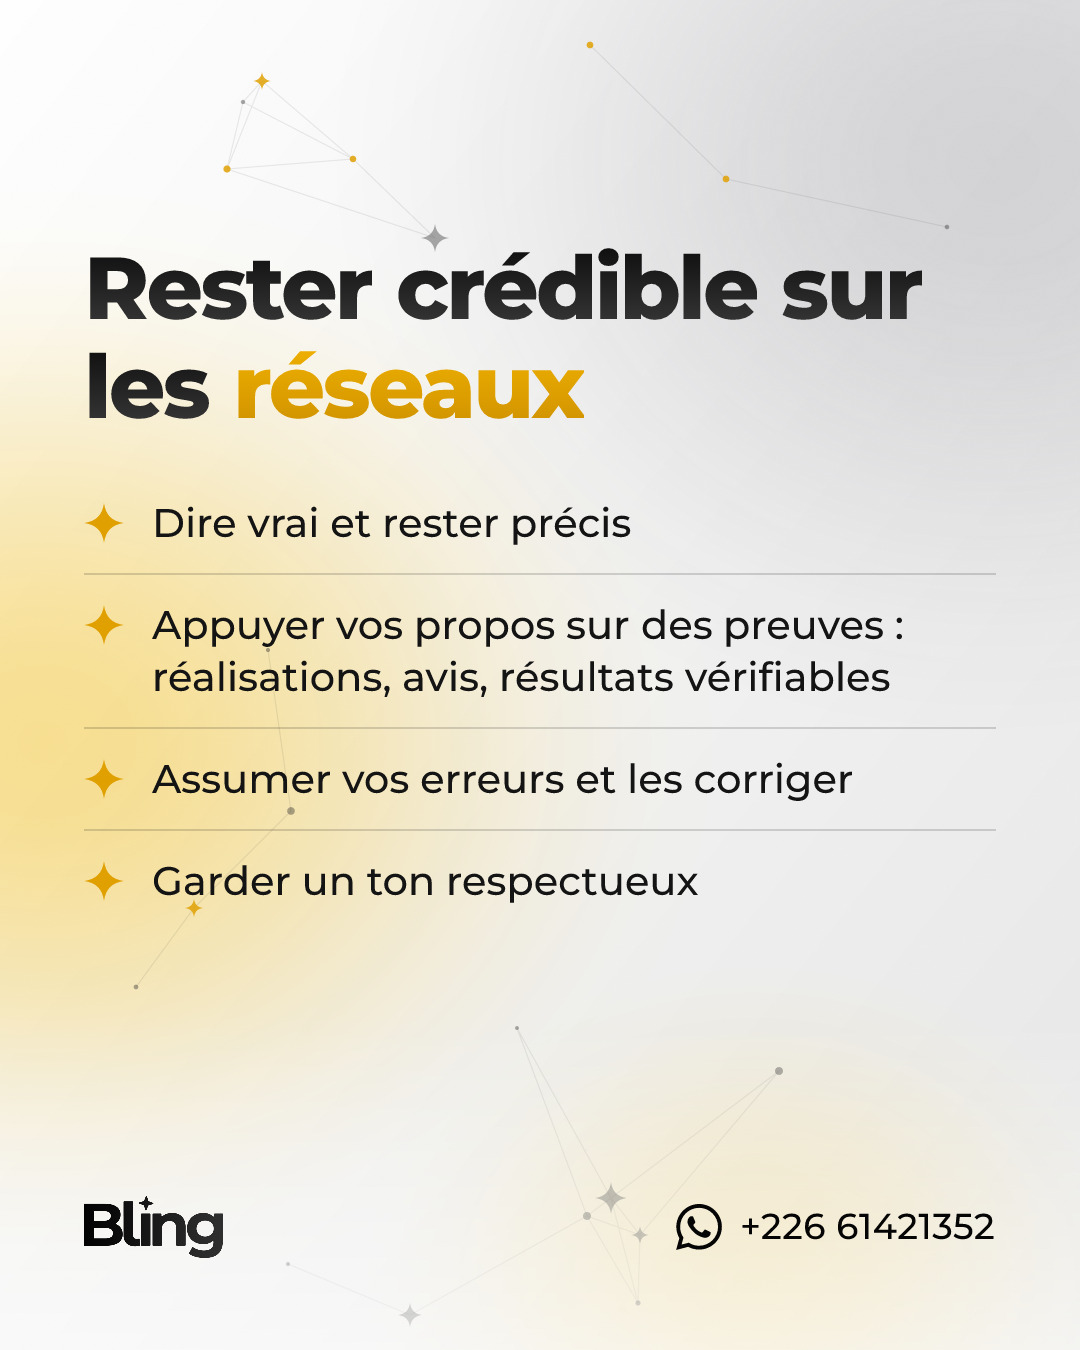 Rester crédible sur
les réseaux
Dire vrai et rester précis
Appuyer vos propos sur des preuves :
réalisations, avis, résultats vérifiables
Assumer vos erreurs et les corriger
Garder un ton respectueux
Bling
+226 61421352